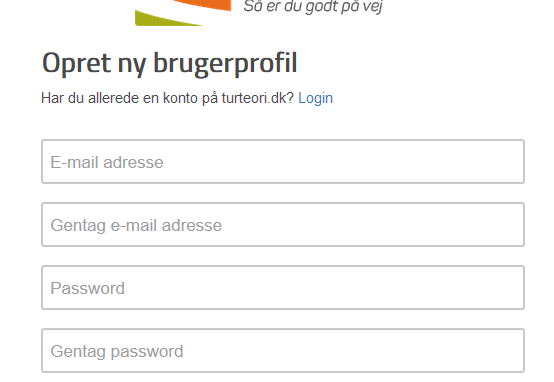 Så er du godt på vej
Opret ny brugerprofil
Har du allerede en konto på turteori.dk? Login
E-mail adresse
Gentag e-mail adresse
Password
Gentag password